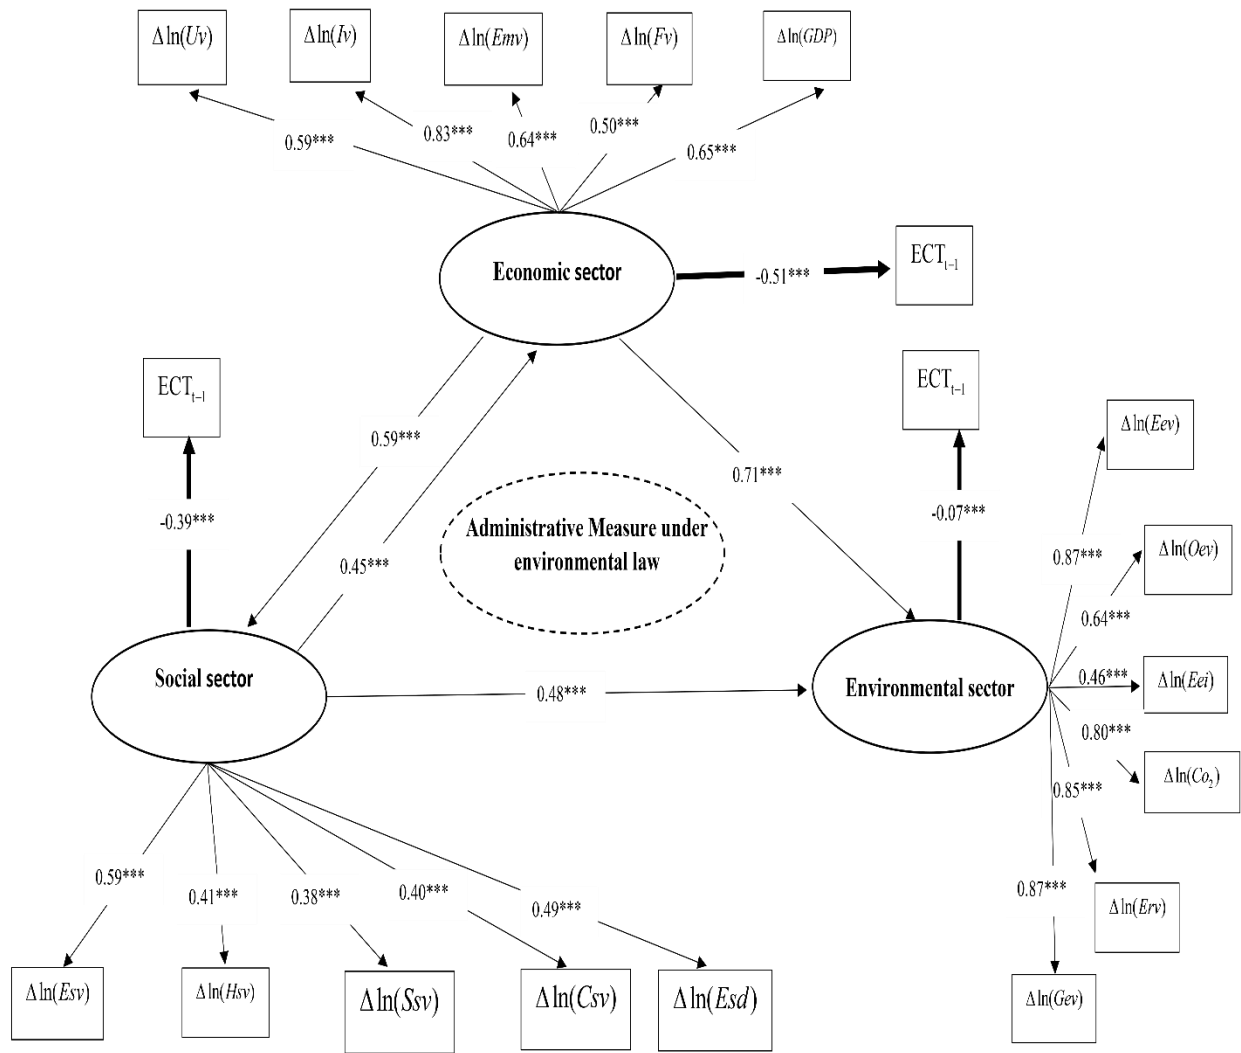 Δln(Uv)
Δln(Iv)
Δln(Emv)
Δln(Fv)
Δln(GDP)
0.59***
0.83***
0.64***
0.50***
0.65***
Economic sector
-0.51***
ECTₜ₋₁
ECTₜ₋₁
ECTₜ₋₁
Δln(Eev)
0.59***
0.71***
-0.39***
-0.07***
Administrative Measure under
environmental law
0.45***
0.87***
Δln(Oev)
0.64***
Social sector
0.48***
Environmental sector
0.46***
Δln(Eei)
0.80***
Δln(Co₂)
0.85***
0.59***
0.41***
0.38***
0.40***
0.49***
0.87***
Δln(Erv)
Δln(Esv)
Δln(Hsv)
Δln(Ssv)
Δln(Csv)
Δln(Esd)
Δln(Gev)